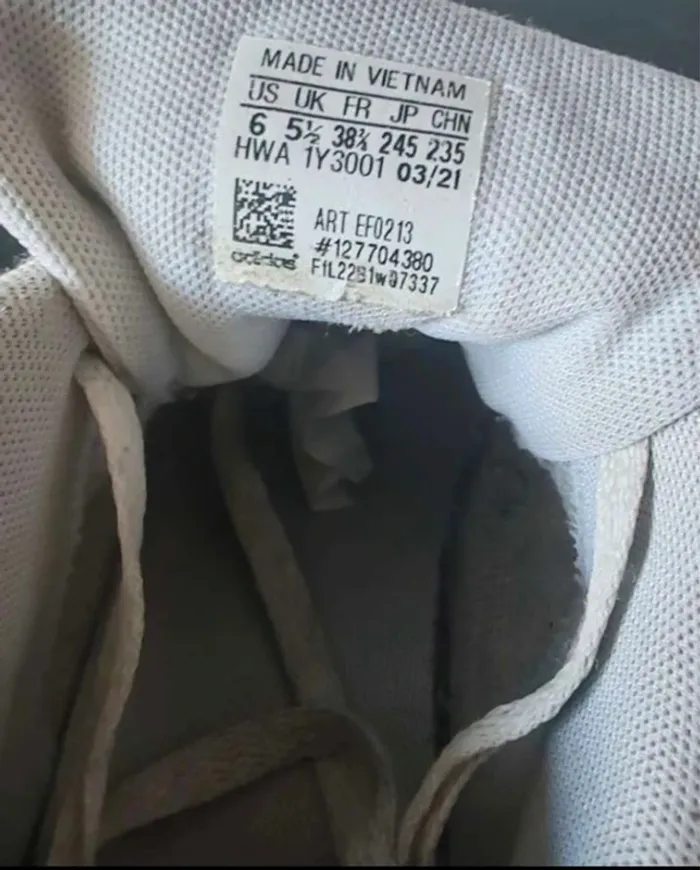 MADE IN VIETNAM
US UK FR JP CHN
6 5½ 38⅔ 245 235
HWA 1Y3001 03/21
ART EF0213
#127704380
adidas F1L22B1w07337